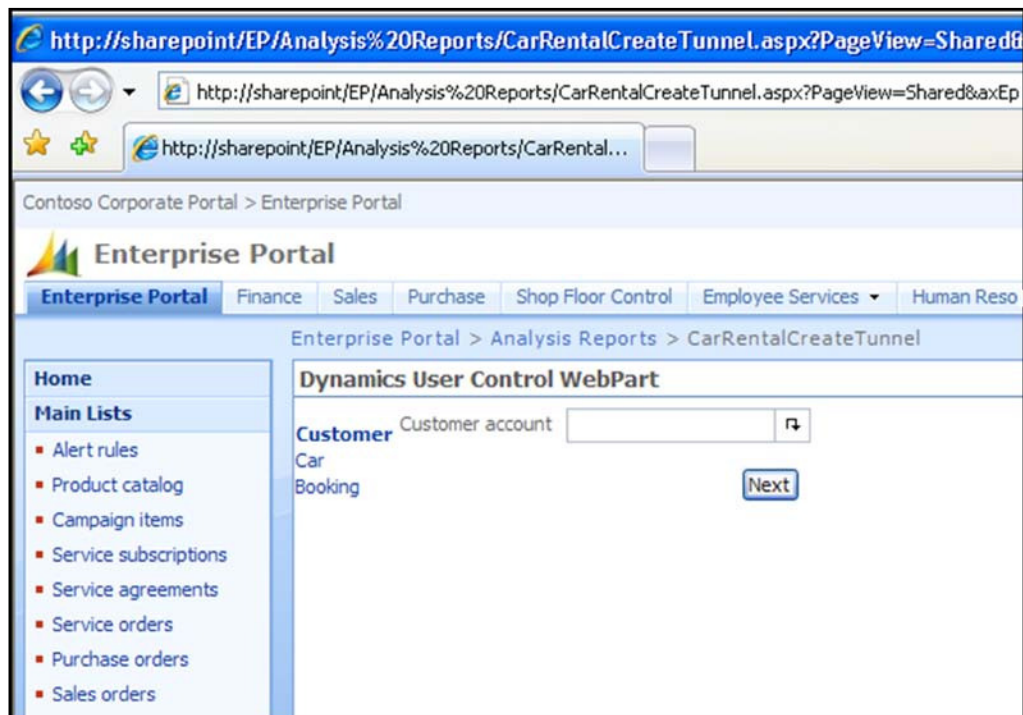 http://sharepoint/EP/Analysis%20Reports/CarRentalCreateTunnel.aspx?PageView=Shared&
http://sharepoint/EP/Analysis%20Reports/CarRentalCreateTunnel.aspx?PageView=Shared&axEp
http://sharepoint/EP/Analysis%20Reports/CarRental...
Contoso Corporate Portal > Enterprise Portal
Enterprise Portal
Enterprise Portal Finance Sales Purchase Shop Floor Control Employee Services Human Reso
Enterprise Portal > Analysis Reports > CarRentalCreateTunnel
Home
Main Lists
Alert rules
Product catalog
Campaign items
Service subscriptions
Service agreements
Service orders
Purchase orders
Sales orders
Dynamics User Control WebPart
Customer Customer account
Car
Booking Next